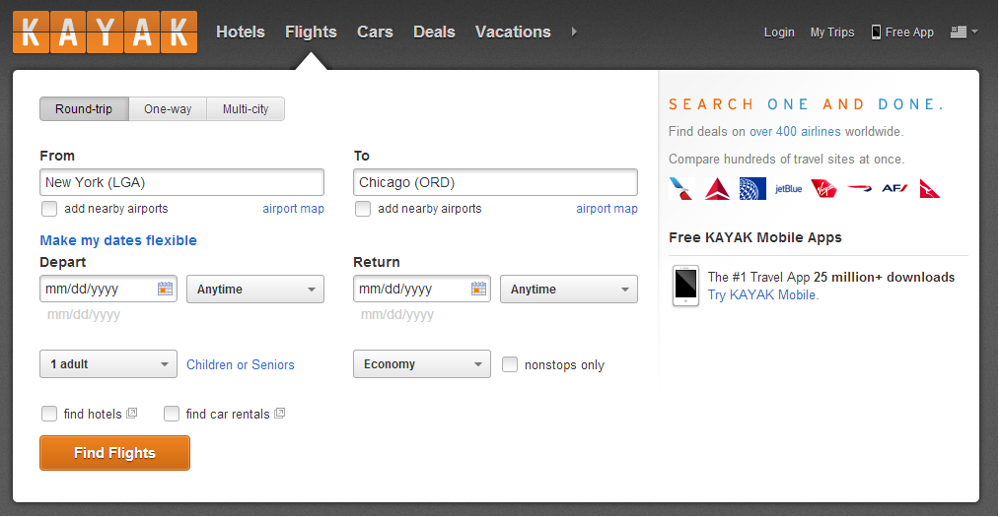 KAYAK Hotels Flights Cars Deals Vacations Login My Trips Free App
Round-trip One-way Multi-city
From To
New York (LGA) Chicago (ORD)
add nearby airports airport map add nearby airports airport map
Make my dates flexible
Depart Return
mm/dd/yyyy Anytime mm/dd/yyyy Anytime
mm/dd/yyyy mm/dd/yyyy
1 adult Children or Seniors Economy nonstops only
find hotels find car rentals
Find Flights
SEARCH ONE AND DONE.
Find deals on over 400 airlines worldwide.
Compare hundreds of travel sites at once.
jetBlue Virgin AF
Free KAYAK Mobile Apps
The #1 Travel App 25 million+ downloads
Try KAYAK Mobile.